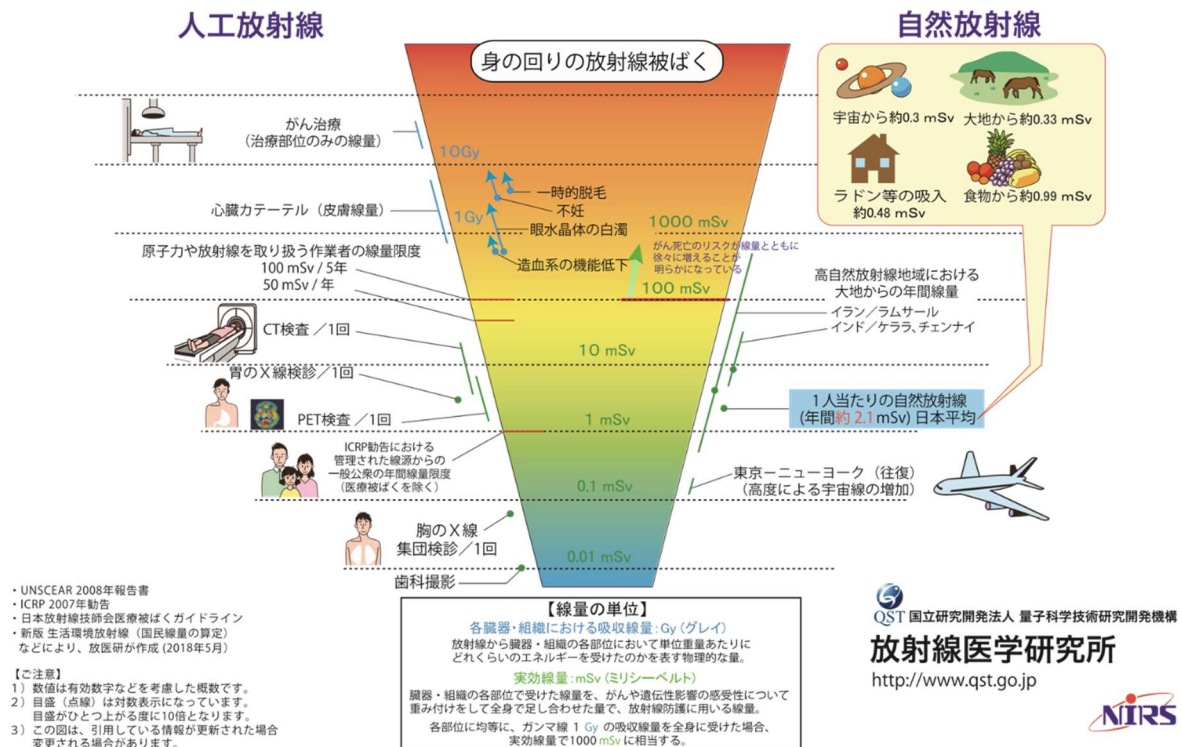 人工放射線
身の回りの放射線被ばく
自然放射線
がん治療
(治療部位のみの線量)
10Gy
心臓カテーテル(皮膚線量)
1Gy
一時的脱毛
不妊
眼水晶体の白濁
造血系の機能低下
原子力や放射線を取り扱う作業者の線量限度
100 mSv / 5年
50 mSv / 年
CT検査 /1回
胃のX線検診/1回
PET検査 /1回
ICRP勧告における
管理された線源からの
一般公衆の年間線量限度
(医療被ばくを除く)
胸のX線
集団検診/1回
歯科撮影
1000 mSv
がん死亡のリスクが線量とともに
徐々に増えることが
明らかになっている
100 mSv
10 mSv
1 mSv
0.1 mSv
0.01 mSv
宇宙から約0.3 mSv
大地から約0.33 mSv
ラドン等の吸入
約0.48 mSv
食物から約0.99 mSv
高自然放射線地域における
大地からの年間線量
イラン/ラムサール
インド/ケララ、チェンナイ
1人当たりの自然放射線
(年間約 2.1 mSv) 日本平均
東京ーニューヨーク(往復)
(高度による宇宙線の増加)
・UNSCEAR 2008年報告書
・ICRP 2007年勧告
・日本放射線技師会医療被ばくガイドライン
・新版 生活環境放射線(国民線量の算定)
などにより、放医研が作成 (2018年5月)
【ご注意】
1)数値は有効数字などを考慮した概数です。
2)目盛(点線)は対数表示になっています。
目盛がひとつ上がる度に10倍となります。
3)この図は、引用している情報が更新された場合
変更される場合があります。
【線量の単位】
各臓器・組織における吸収線量:Gy(グレイ)
放射線から臓器・組織の各部位において単位重量あたりに
どれくらいのエネルギーを受けたのかを表す物理的な量。
実効線量:mSv(ミリシーベルト)
臓器・組織の各部位で受けた線量を、がんや遺伝性影響の感受性について
重み付けをして全身で足し合わせた量で、放射線防護に用いる線量。
各部位に均等に、ガンマ線 1 Gy の吸収線量を全身に受けた場合、
実効線量で1000 mSv に相当する。
QST 国立研究開発法人 量子科学技術研究開発機構
放射線医学研究所
http://www.qst.go.jp
NIRS